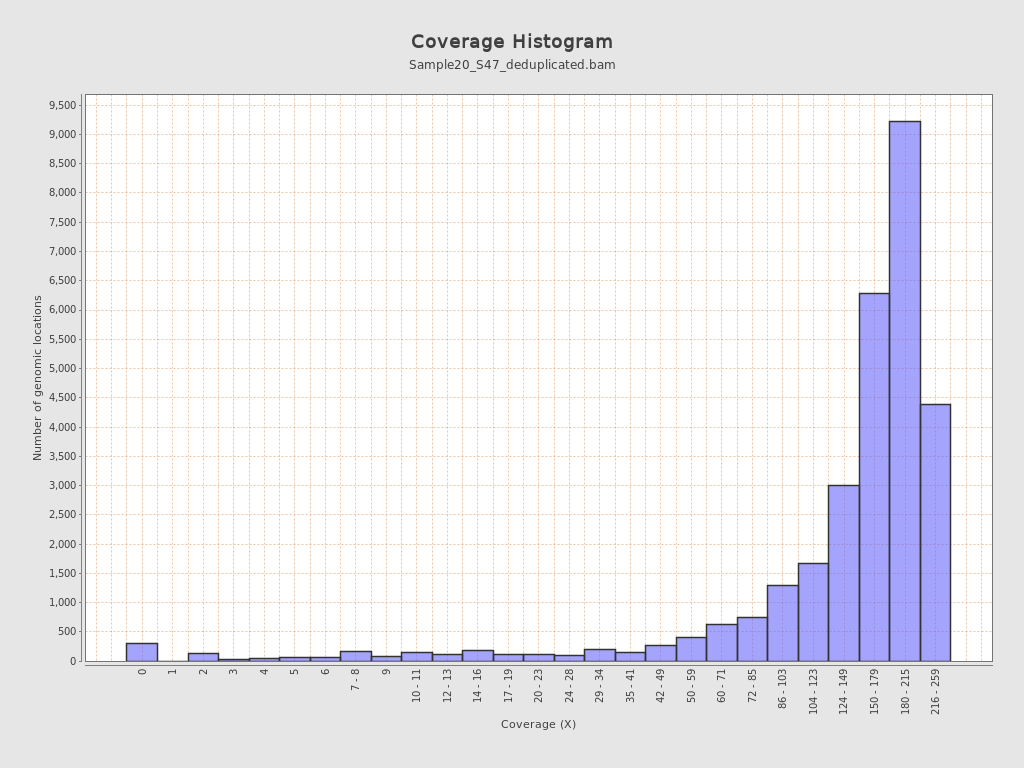 Coverage Histogram
Sample20_S47_deduplicated.bam
Number of genomic locations
9,500
9,000
8,500
8,000
7,500
7,000
6,500
6,000
5,500
5,000
4,500
4,000
3,500
3,000
2,500
2,000
1,500
1,000
500
0
0
1
2
3
4
5
6
7 - 8
9
10 - 11
12 - 13
14 - 16
17 - 19
20 - 23
24 - 28
29 - 34
35 - 41
42 - 49
50 - 59
60 - 71
72 - 85
86 - 103
104 - 123
124 - 149
150 - 179
180 - 215
216 - 259
Coverage (X)